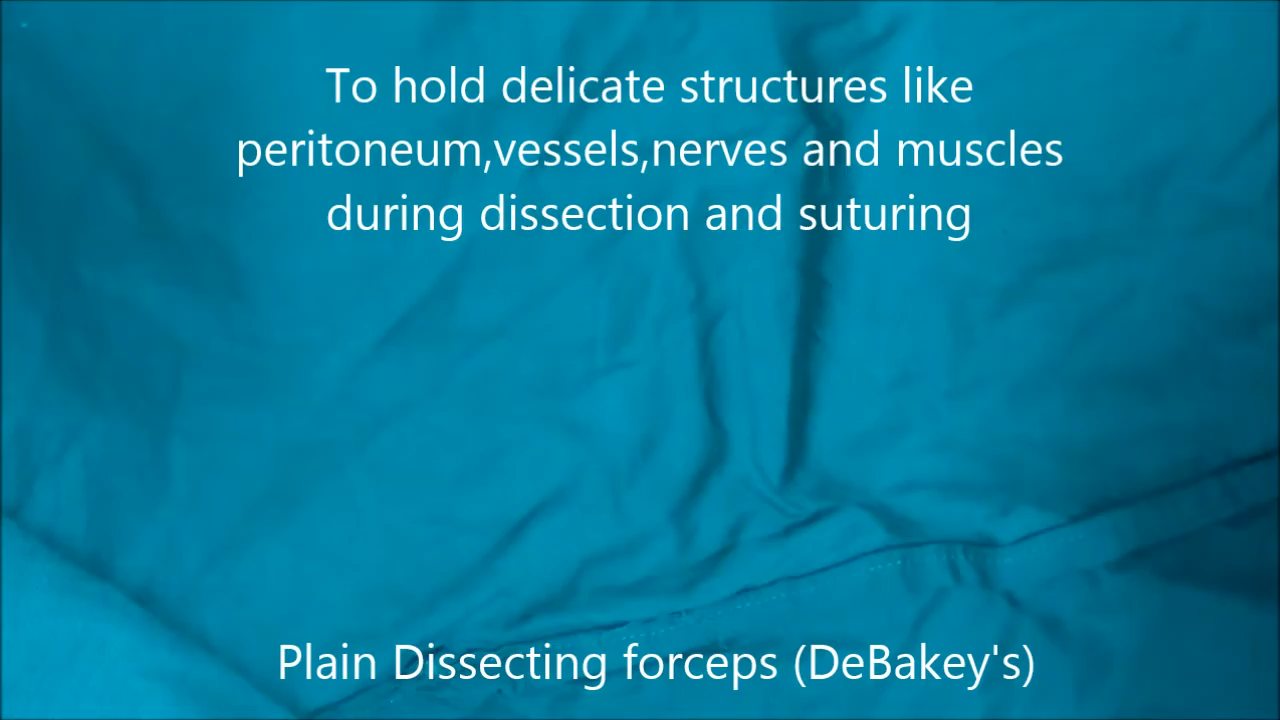 To hold delicate structures like
peritoneum,vessels,nerves and muscles
during dissection and suturing
Plain Dissecting forceps (DeBakey's)